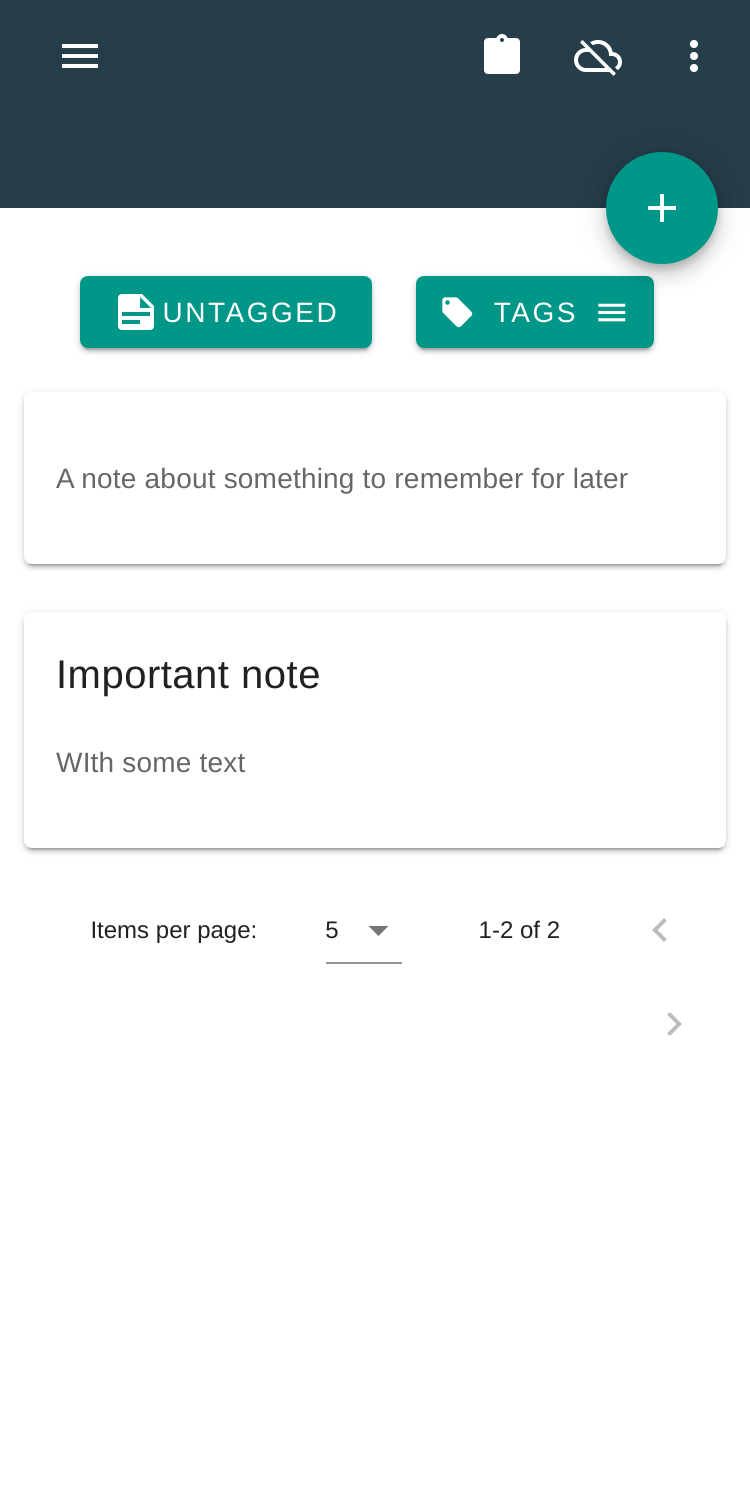 UNTAGGED
TAGS
A note about something to remember for later
Important note
WIth some text
Items per page: 5 1-2 of 2